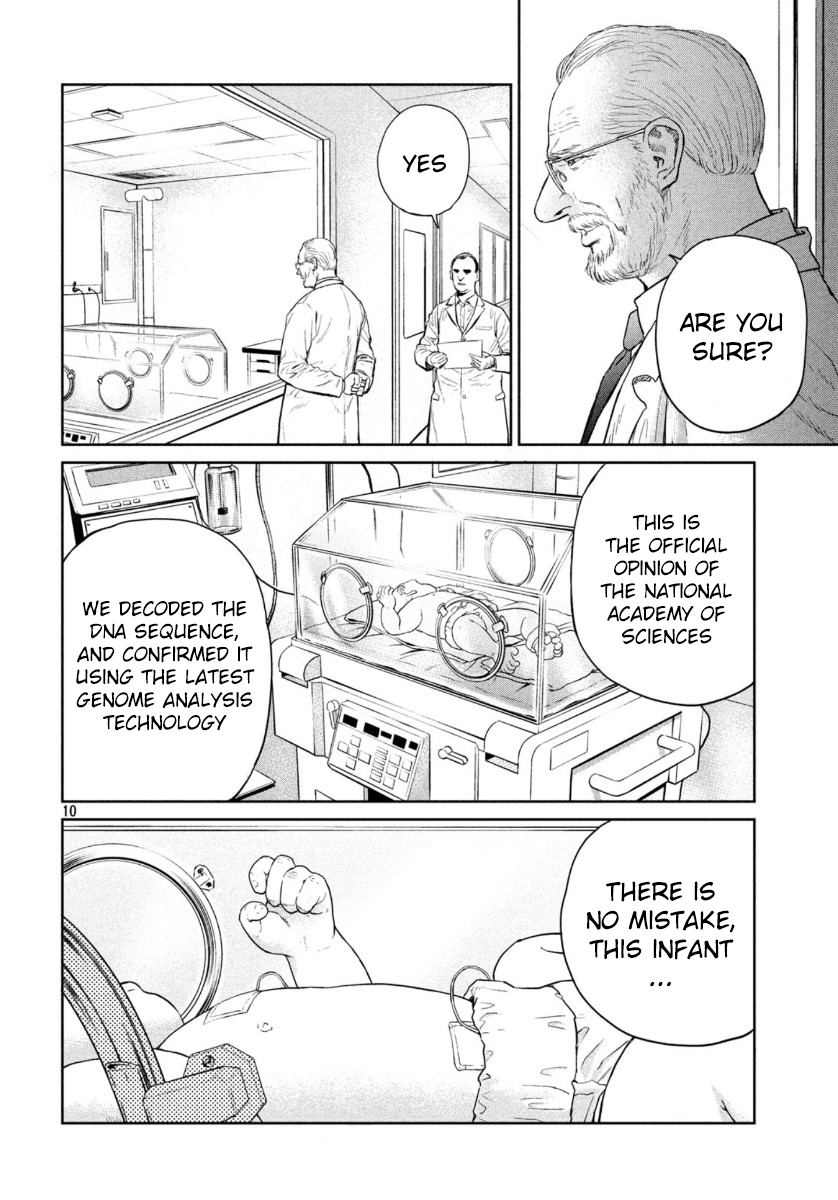 ARE YOU
SURE?
YES
THIS IS
THE OFFICIAL
OPINION OF
THE NATIONAL
ACADEMY OF
SCIENCES
WE DECODED THE
DNA SEQUENCE,
AND CONFIRMED IT
USING THE LATEST
GENOME ANALYSIS
TECHNOLOGY
10
THERE IS
NO MISTAKE,
THIS INFANT
...